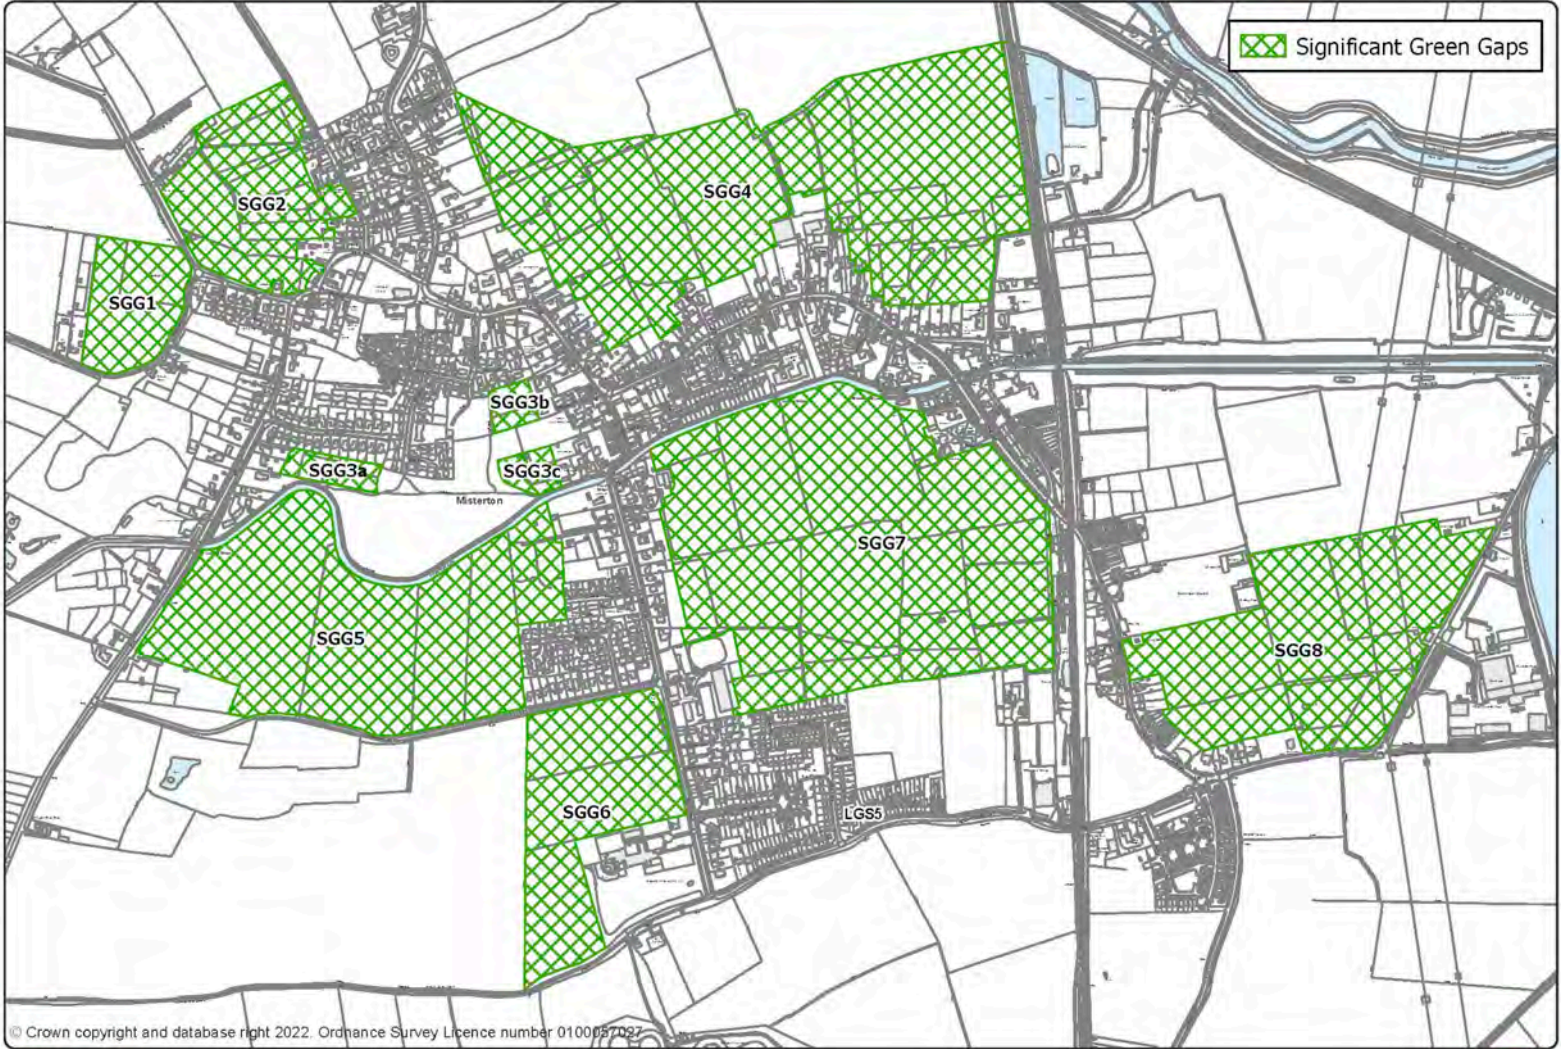 Significant Green Gaps
SGG4
SGG2
SGG1
SGG3b
SGG3a
SGG3c
Misterton
SGG7
SGG5
SGG8
SGG6
LGS5
© Crown copyright and database right 2022. Ordnance Survey Licence number 0100057027